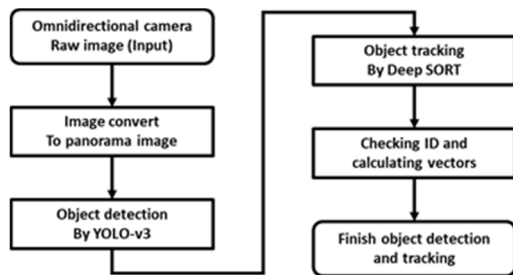 Omnidirectional camera
Raw image (Input)
Image convert
To panorama image
Object detection
By YOLO-v3
Object tracking
By Deep SORT
Checking ID and
calculating vectors
Finish object detection
and tracking